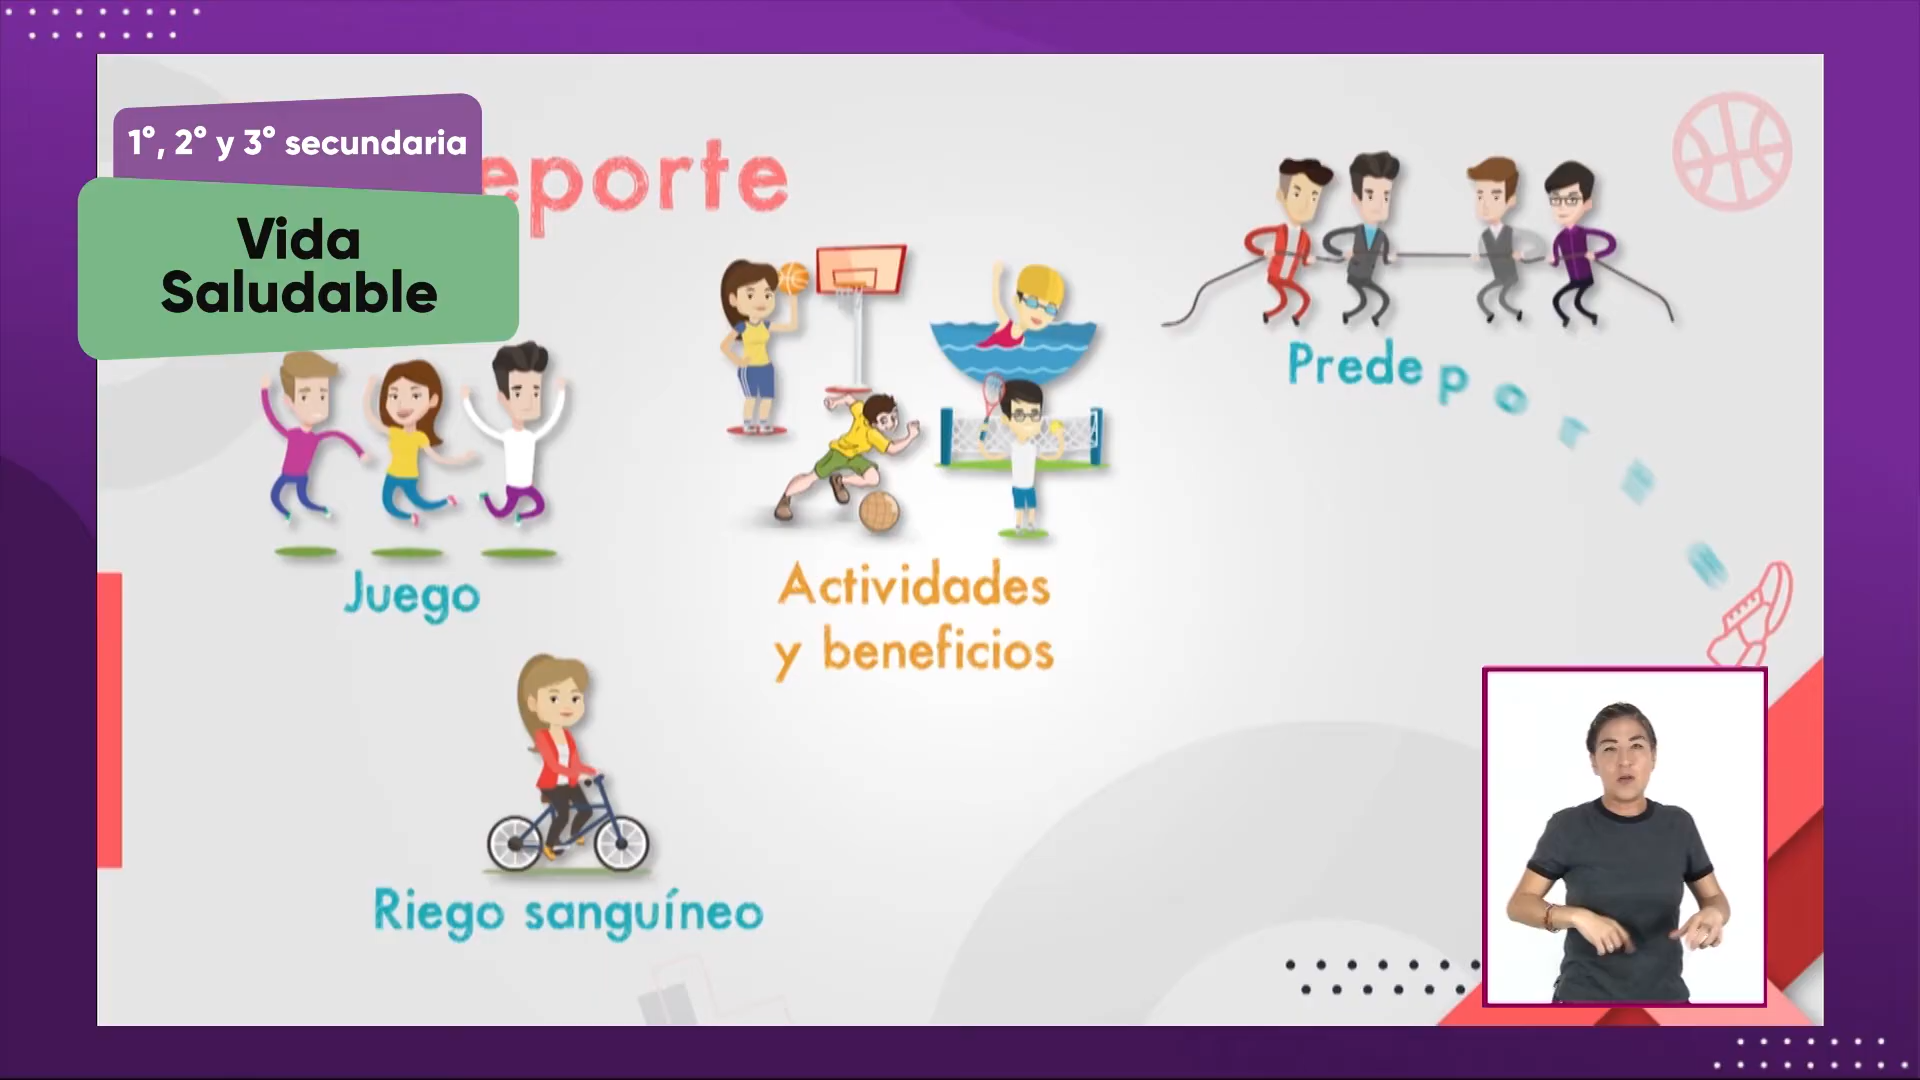 1°, 2° y 3° secundaria
eporte
Vida
Saludable
Prede p o r
Juego
Actividades
y beneficios
Riego sanguíneo